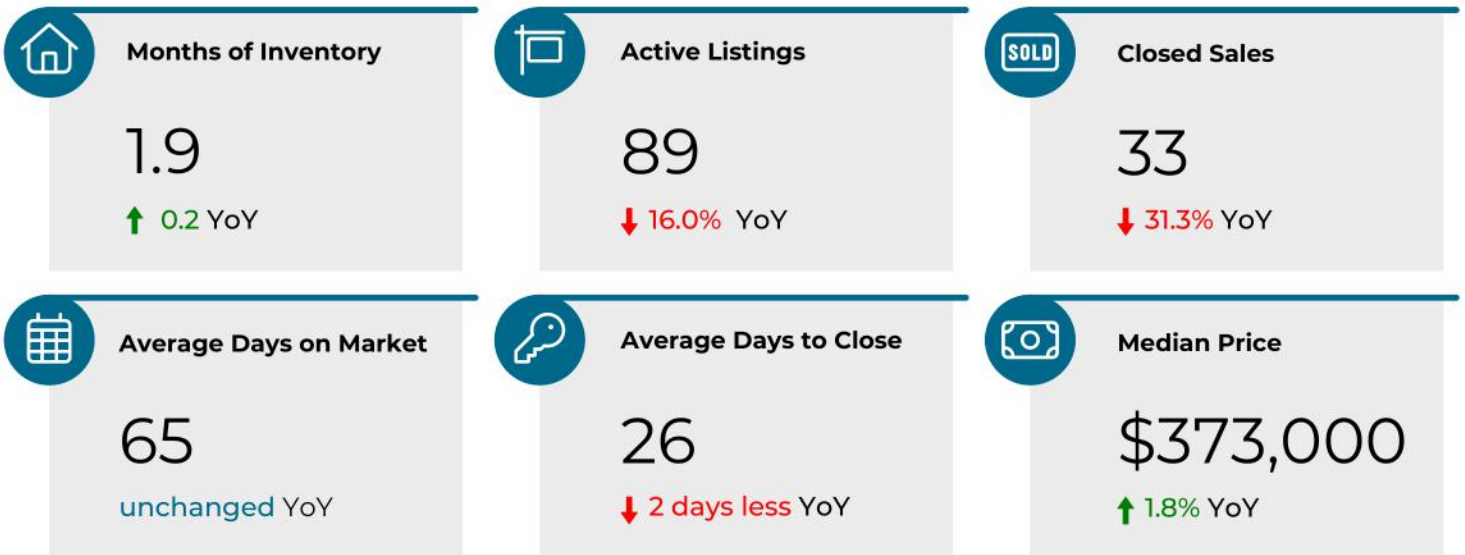 Months of Inventory
1.9
0.2 YoY
Active Listings
89
16.0% YoY
SOLD
Closed Sales
33
31.3% YoY
Average Days on Market
65
unchanged YoY
Average Days to Close
26
2 days less YoY
Median Price
$373,000
1.8% YoY